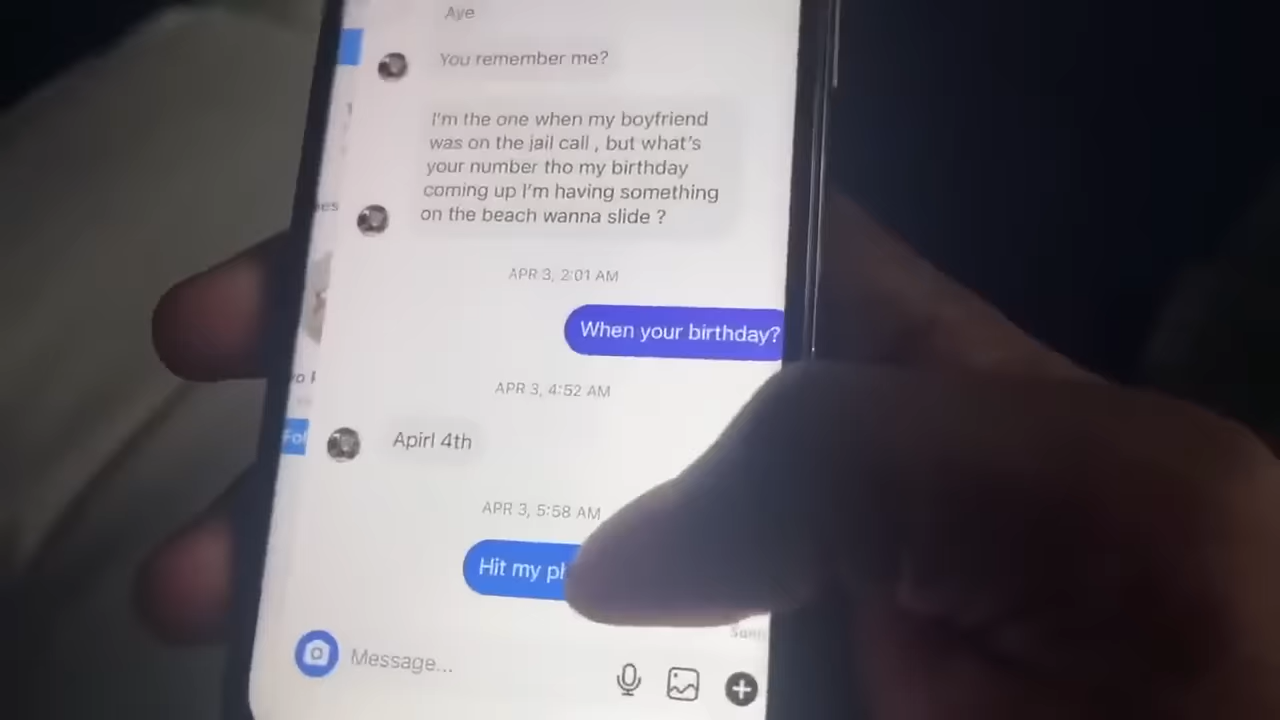 Aye
You remember me?
I'm the one when my boyfriend
was on the jail call , but what's
your number tho my birthday
coming up I'm having something
on the beach wanna slide ?
APR 3, 2:01 AM
When your birthday?
APR 3, 4:52 AM
Apirl 4th
APR 3, 5:58 AM
Hit my
Message...